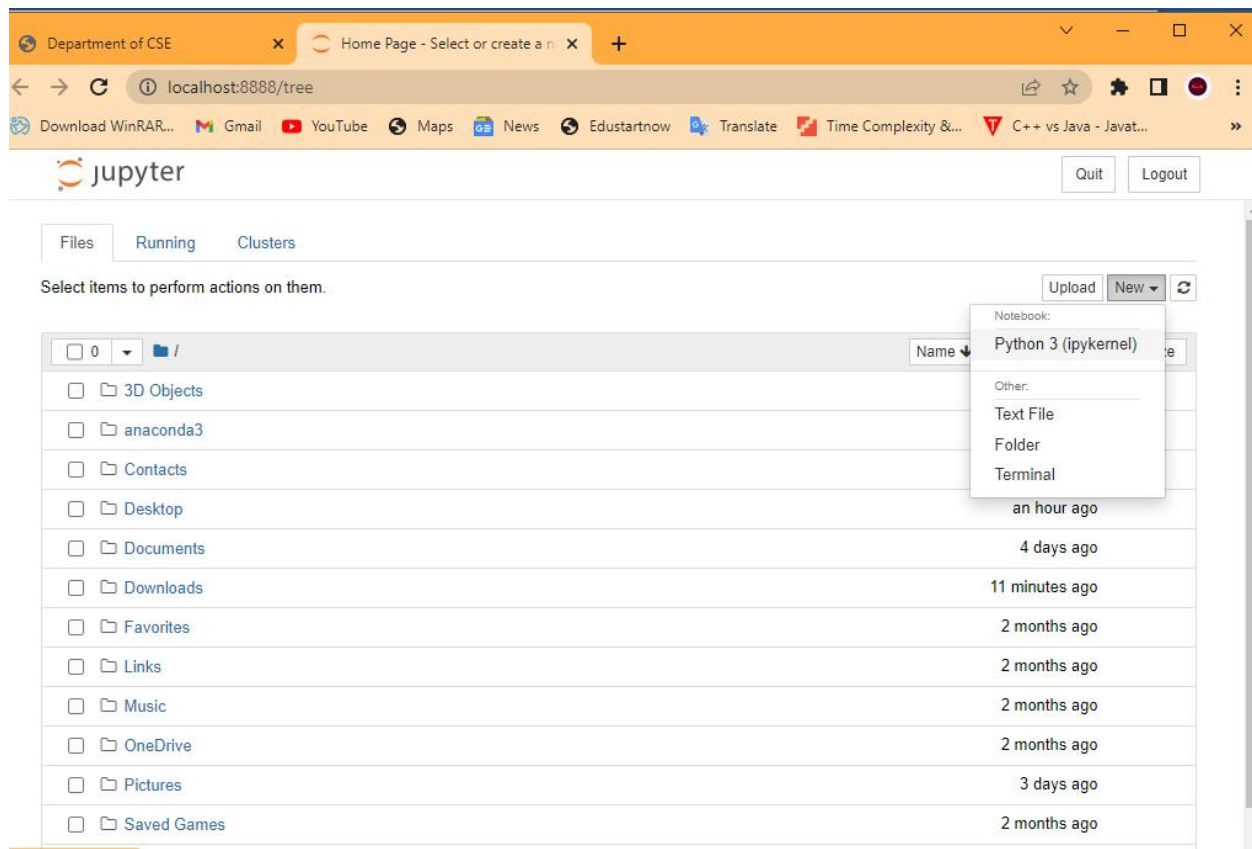 Department of CSE
Home Page - Select or create a n
localhost:8888/tree
Download WinRAR... Gmail YouTube Maps News Edustartnow Translate Time Complexity &... C++ vs Java - Javat... »
jupyter
Quit Logout
Files Running Clusters
Select items to perform actions on them.
Upload New
Notebook:
Python 3 (ipykernel)
Other:
Text File
Folder
Terminal
0 / Name
3D Objects
anaconda3
Contacts
Desktop an hour ago
Documents 4 days ago
Downloads 11 minutes ago
Favorites 2 months ago
Links 2 months ago
Music 2 months ago
OneDrive 2 months ago
Pictures 3 days ago
Saved Games 2 months ago